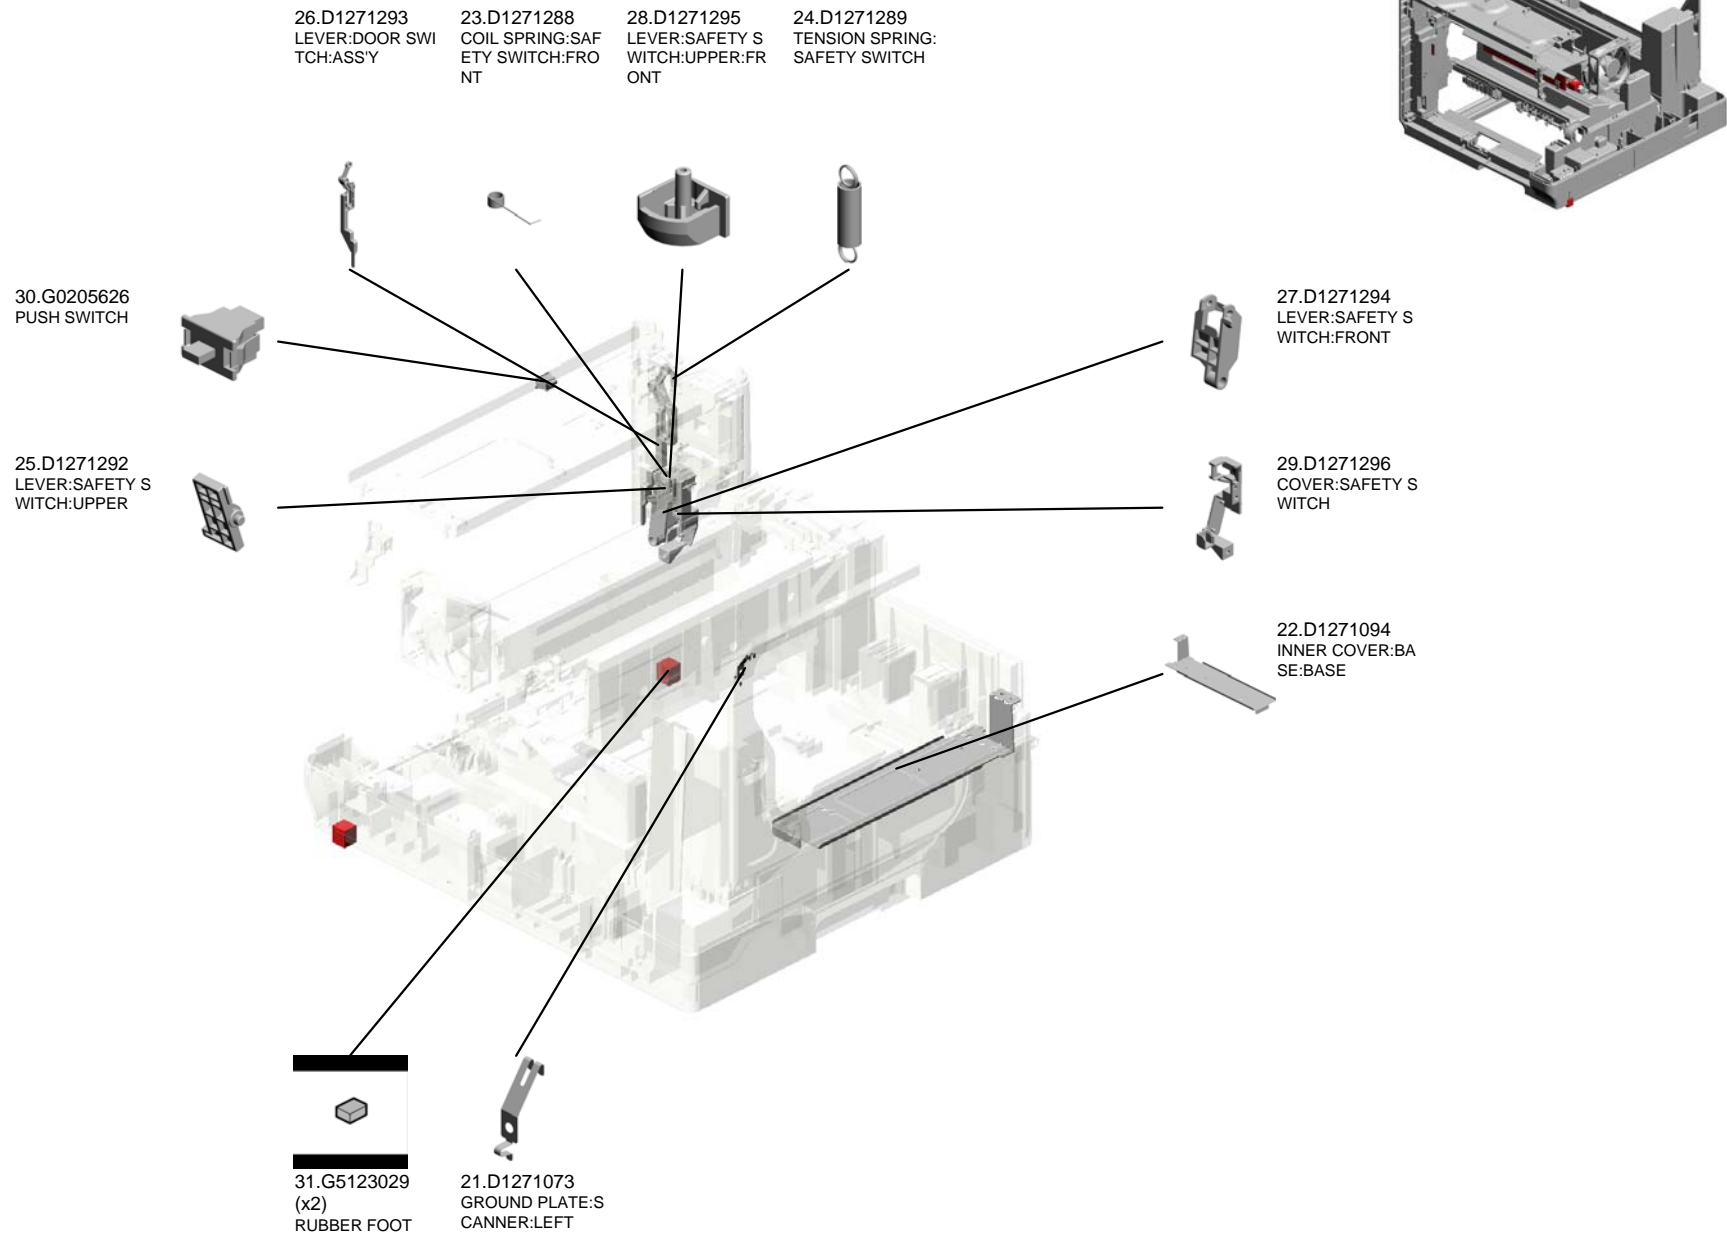 26.D1271293
LEVER:DOOR SWI
TCH:ASS'Y
23.D1271288
COIL SPRING:SAF
ETY SWITCH:FRO
NT
28.D1271295
LEVER:SAFETY S
WITCH:UPPER:FR
ONT
24.D1271289
TENSION SPRING:
SAFETY SWITCH
30.G0205626
PUSH SWITCH
27.D1271294
LEVER:SAFETY S
WITCH:FRONT
25.D1271292
LEVER:SAFETY S
WITCH:UPPER
29.D1271296
COVER:SAFETY S
WITCH
22.D1271094
INNER COVER:BA
SE:BASE
31.G5123029
(x2)
RUBBER FOOT
21.D1271073
GROUND PLATE:S
CANNER:LEFT